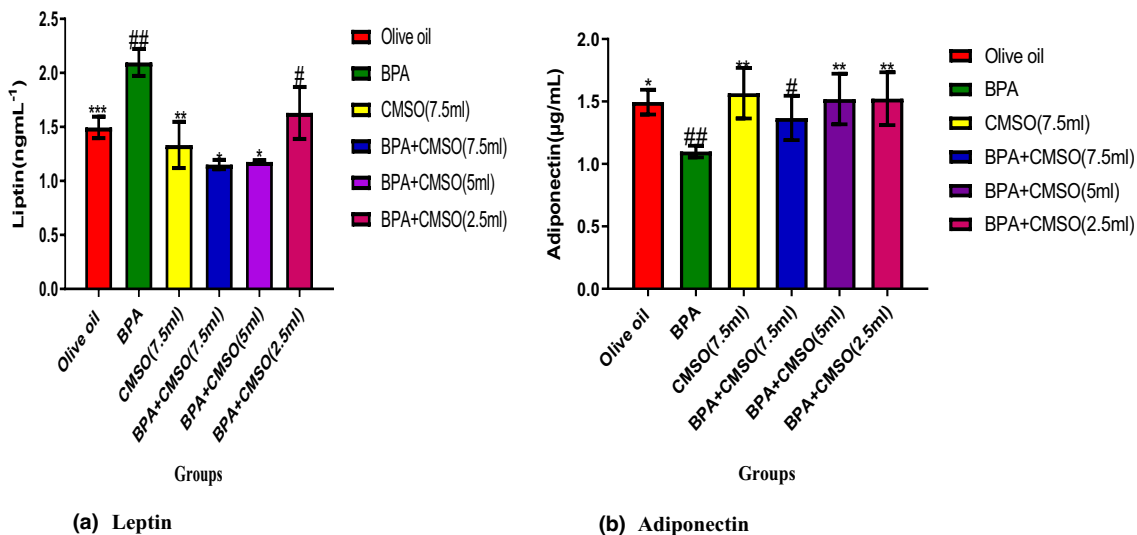 2.5
2.0
1.5
1.0
0.5
0.0
Liptin(ngmL⁻¹)
***
##
**
*
*
#
Olive oil
BPA
CMSO(7.5ml)
BPA+CMSO(7.5ml)
BPA+CMSO(5ml)
BPA+CMSO(2.5ml)
Groups
Olive oil
BPA
CMSO(7.5ml)
BPA+CMSO(7.5ml)
BPA+CMSO(5ml)
BPA+CMSO(2.5ml)
(a) Leptin
2.0
1.5
1.0
0.5
0.0
Adiponectin(µg/mL)
*
##
**
#
**
**
Olive oil
BPA
CMSO(7.5ml)
BPA+CMSO(7.5ml)
BPA+CMSO(5ml)
BPA+CMSO(2.5ml)
Groups
Olive oil
BPA
CMSO(7.5ml)
BPA+CMSO(7.5ml)
BPA+CMSO(5ml)
BPA+CMSO(2.5ml)
(b) Adiponectin